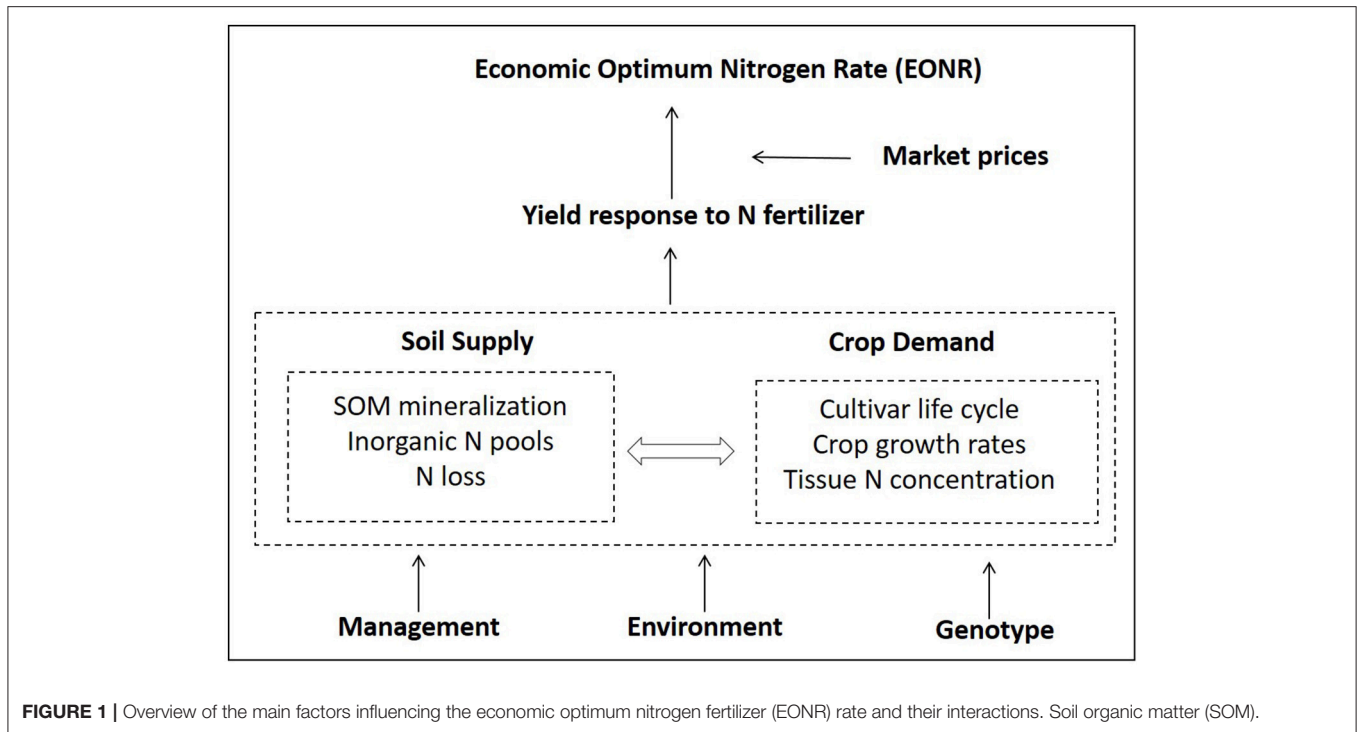 Economic Optimum Nitrogen Rate (EONR)
Market prices
Yield response to N fertilizer
Soil Supply
Crop Demand
SOM mineralization
Inorganic N pools
N loss
Cultivar life cycle
Crop growth rates
Tissue N concentration
Management
Environment
Genotype
FIGURE 1 | Overview of the main factors influencing the economic optimum nitrogen fertilizer (EONR) rate and their interactions. Soil organic matter (SOM).